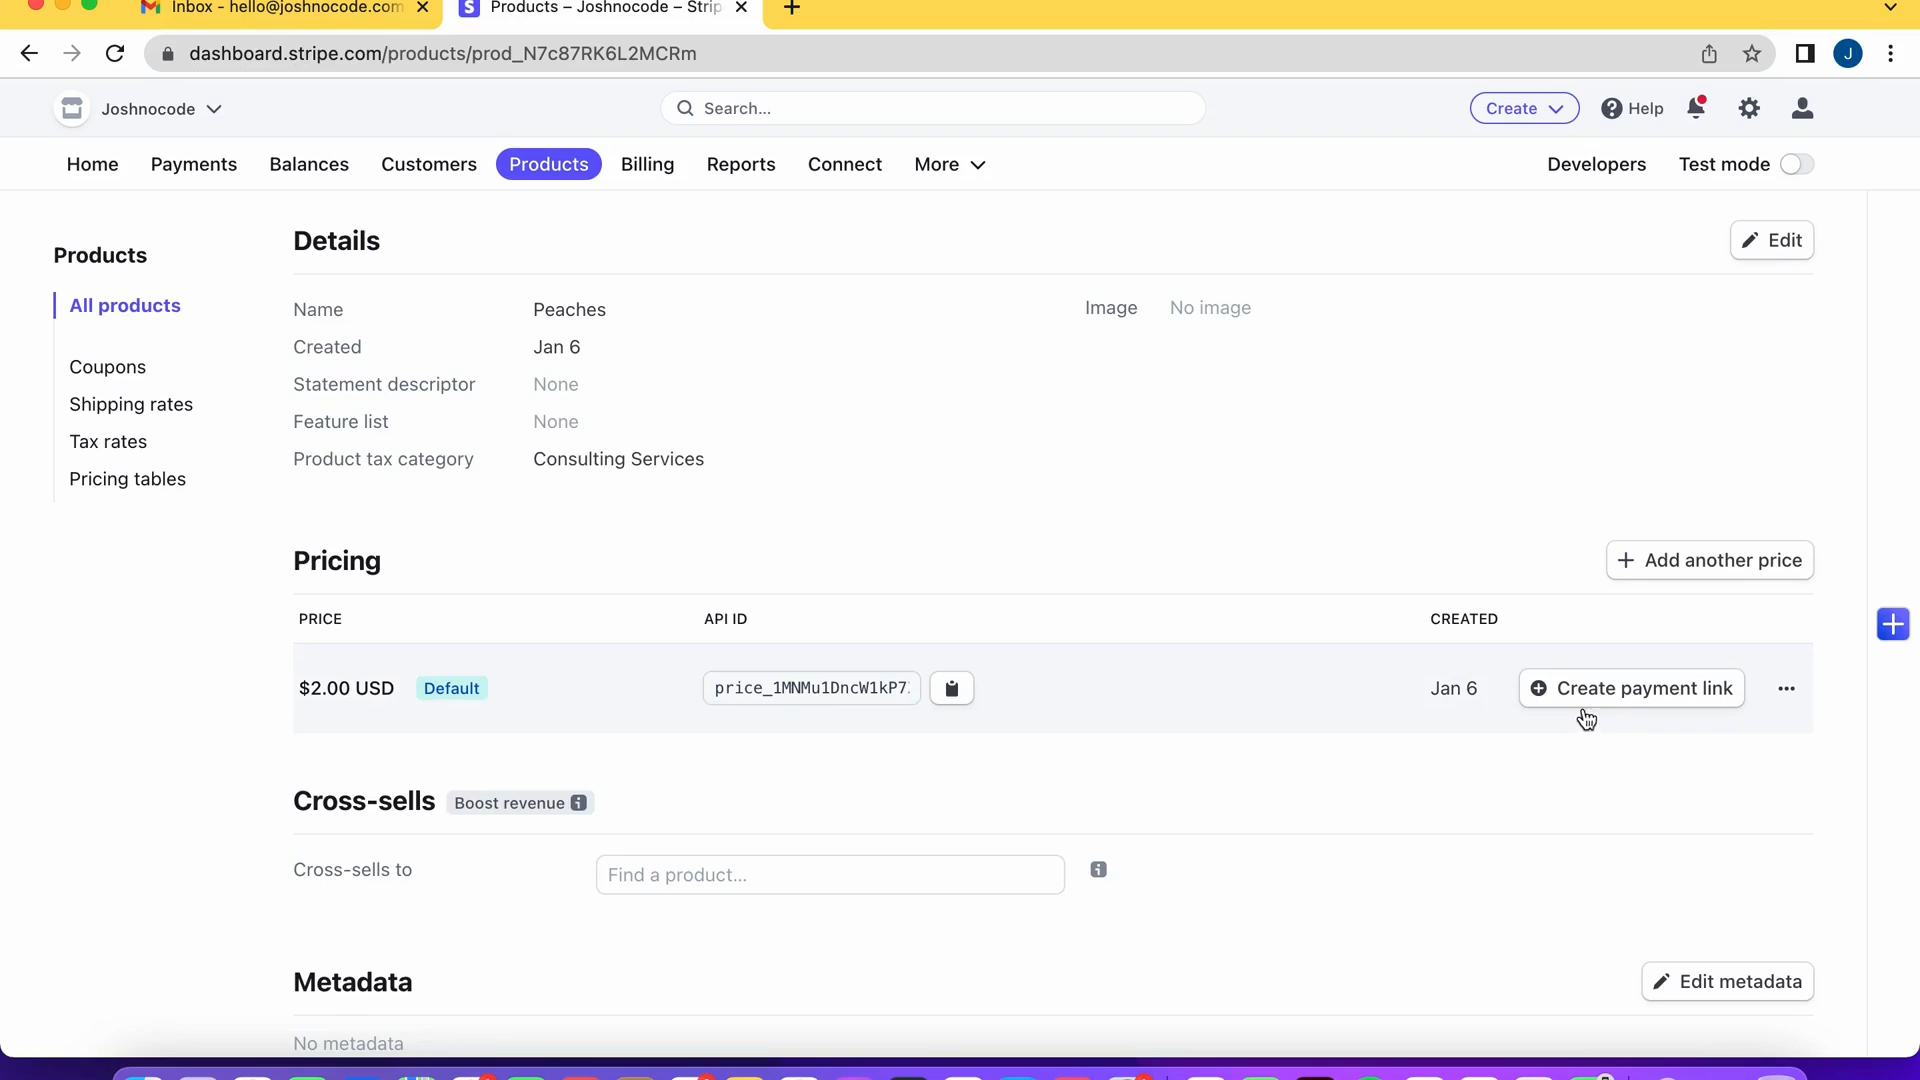 Inbox - hello@joshnocode.com
Products – Joshnocode – Strip
dashboard.stripe.com/products/prod_N7c87RK6L2MCRm
J
Joshnocode
Search...
Create
Help
Home
Payments
Balances
Customers
Products
Billing
Reports
Connect
More
Developers
Test mode
Products
All products
Coupons
Shipping rates
Tax rates
Pricing tables
Details
Edit
Name
Peaches
Image
No image
Created
Jan 6
Statement descriptor
None
Feature list
None
Product tax category
Consulting Services
Pricing
Add another price
PRICE
API ID
CREATED
$2.00 USD
Default
price_1MNMu1DncW1kP7
Jan 6
Create payment link
Cross-sells
Boost revenue
Cross-sells to
Find a product...
Metadata
Edit metadata
No metadata